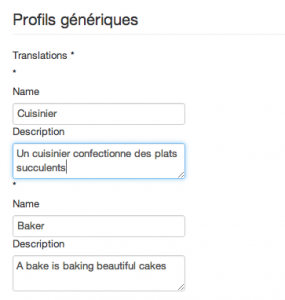 Profils génériques
Translations *
*
Name
Cuisinier
Description
Un cuisinier confectionne des plats
succulents
*
Name
Baker
Description
A bake is baking beautiful cakes